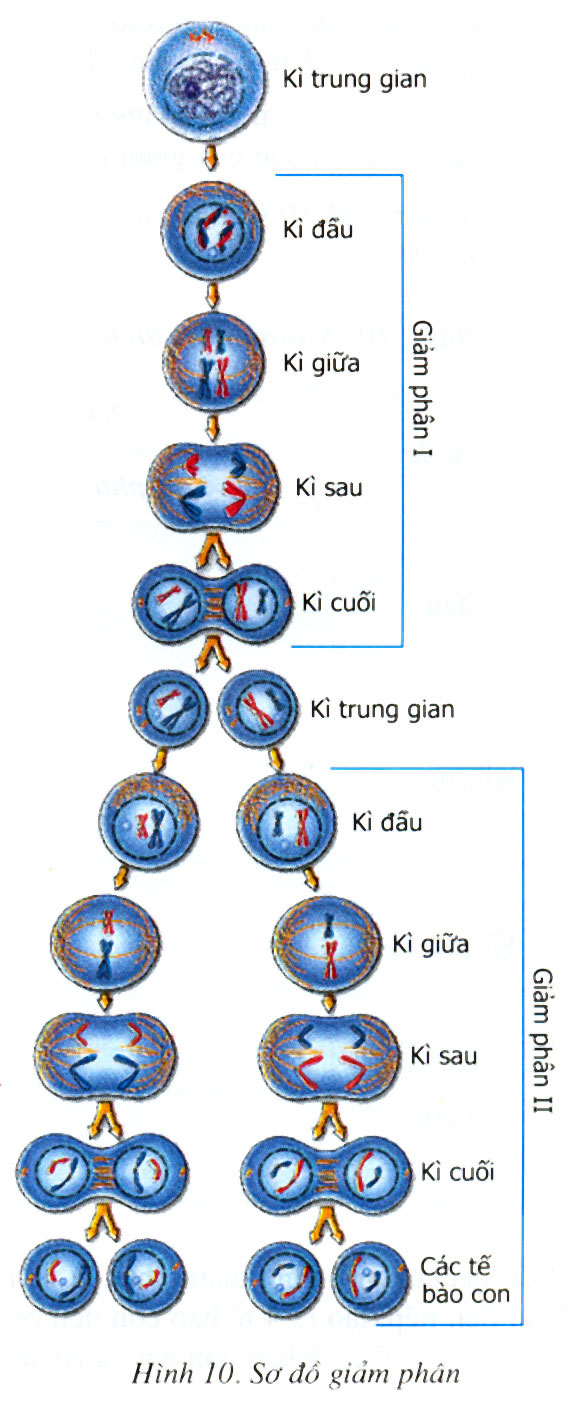 Kì trung gian
Kì đầu
Kì giữa
Kì sau
Kì cuối
Giảm phân I
Kì trung gian
Kì đầu
Kì giữa
Kì sau
Kì cuối
Các tế
bào con
Giảm phân II
Hình 10. Sơ đồ giảm phân